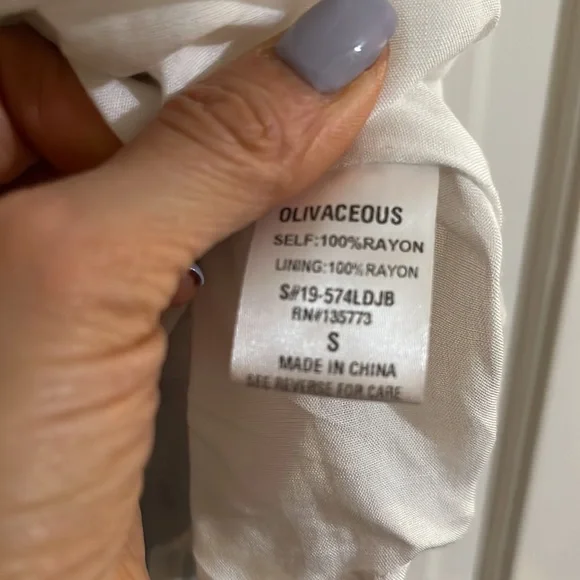 OLIVACEOUS
SELF:100%RAYON
LINING:100%RAYON
S#19-574LDJB
RN#135773
S
MADE IN CHINA
SEE REVERSE FOR CARE